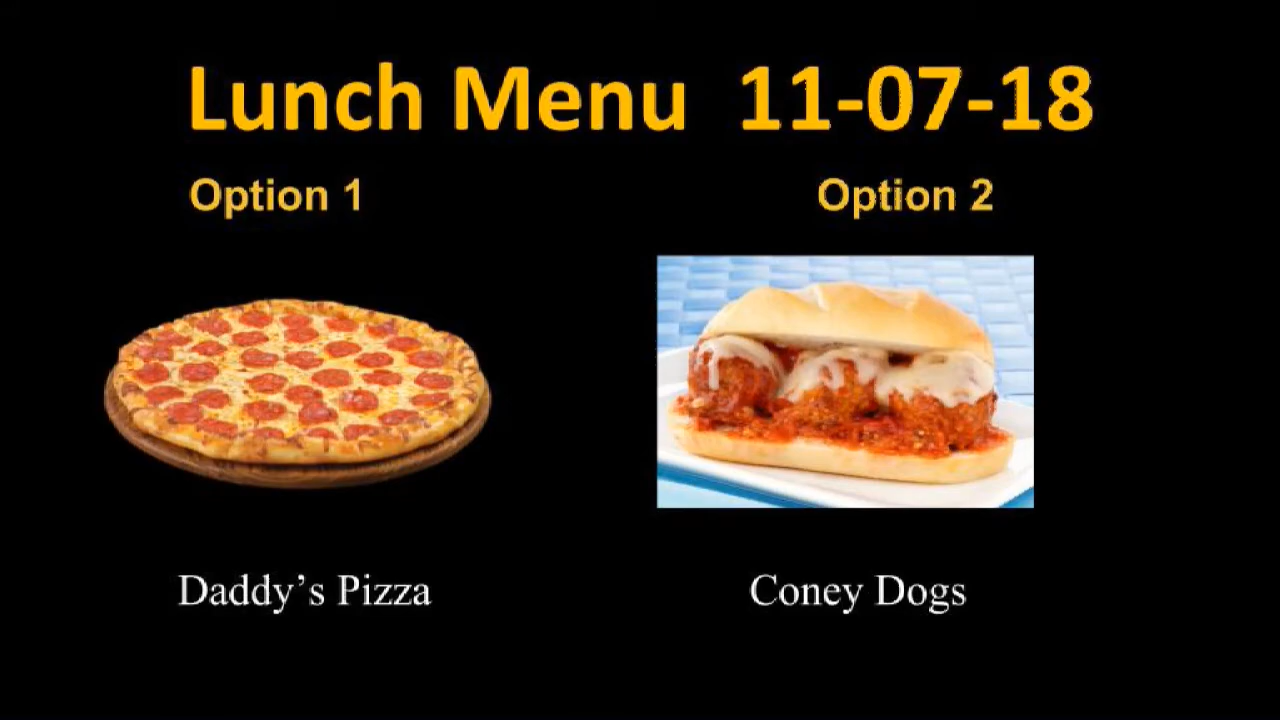 Lunch Menu 11-07-18
Option 1
Option 2
Daddy's Pizza
Coney Dogs